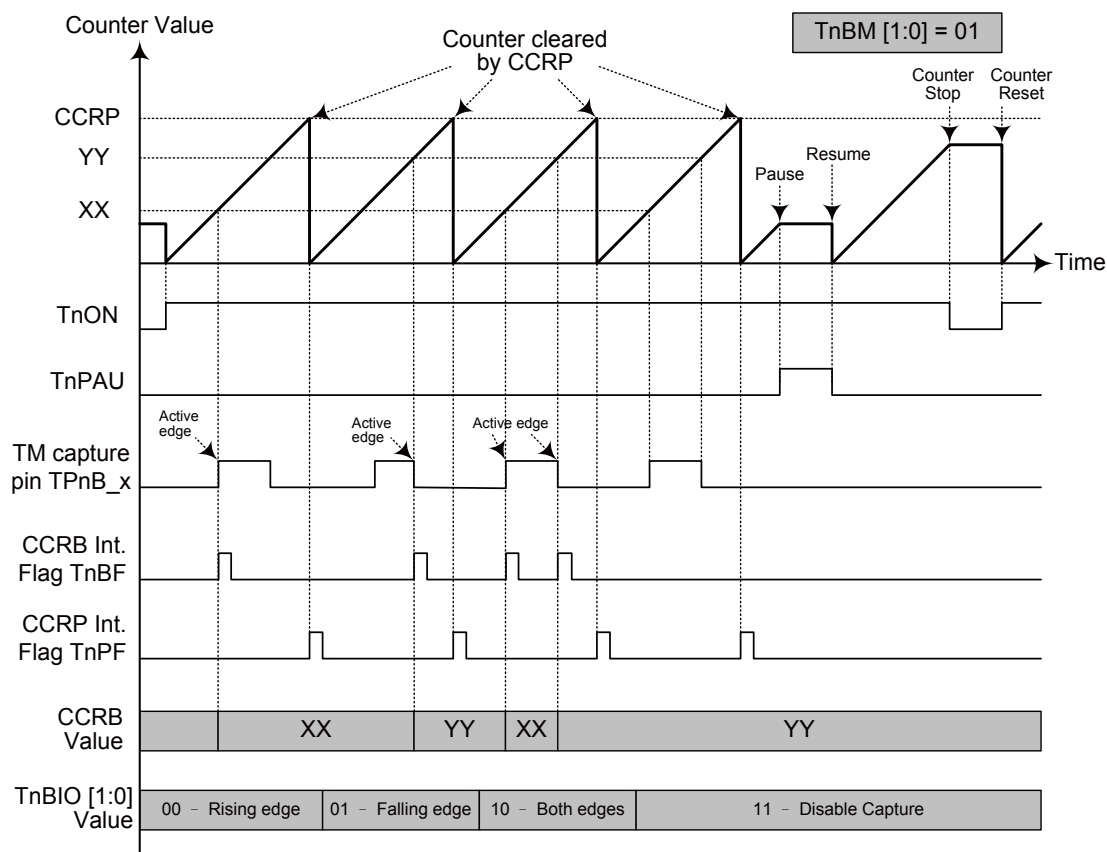 Counter Value
Counter cleared
by CCRP
TnBM [1:0] = 01
Counter
Stop
Counter
Reset
CCRP
YY
XX
Pause
Resume
Time
TnON
TnPAU
TM capture
pin TPnB_x
Active
edge
Active
edge
Active edge
CCRB Int.
Flag TnBF
CCRP Int.
Flag TnPF
CCRB
Value
XX
YY
XX
YY
TnBIO [1:0]
Value
00 - Rising edge
01 - Falling edge
10 - Both edges
11 - Disable Capture